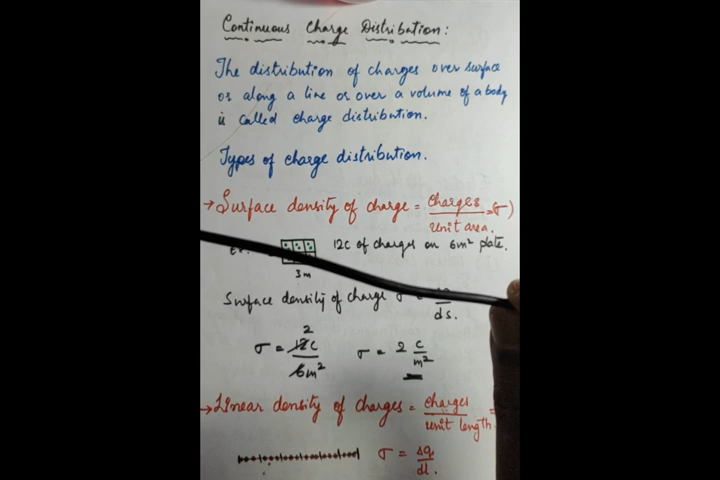 Continuous Charge Distribution:
The distribution of charges over surface
or along a line or over a volume of a body
is called charge distribution.
Types of charge distribution.
→ Surface density of charge = charges / unit area. = σ)
12C of charges on 6m² plate.
3m
Surface density of charge σ
ds.
σ = 12C / 6m² 2 σ = 2 C/m²
→ Linear density of charges = charges / unit length =
σ = Δq / dl.